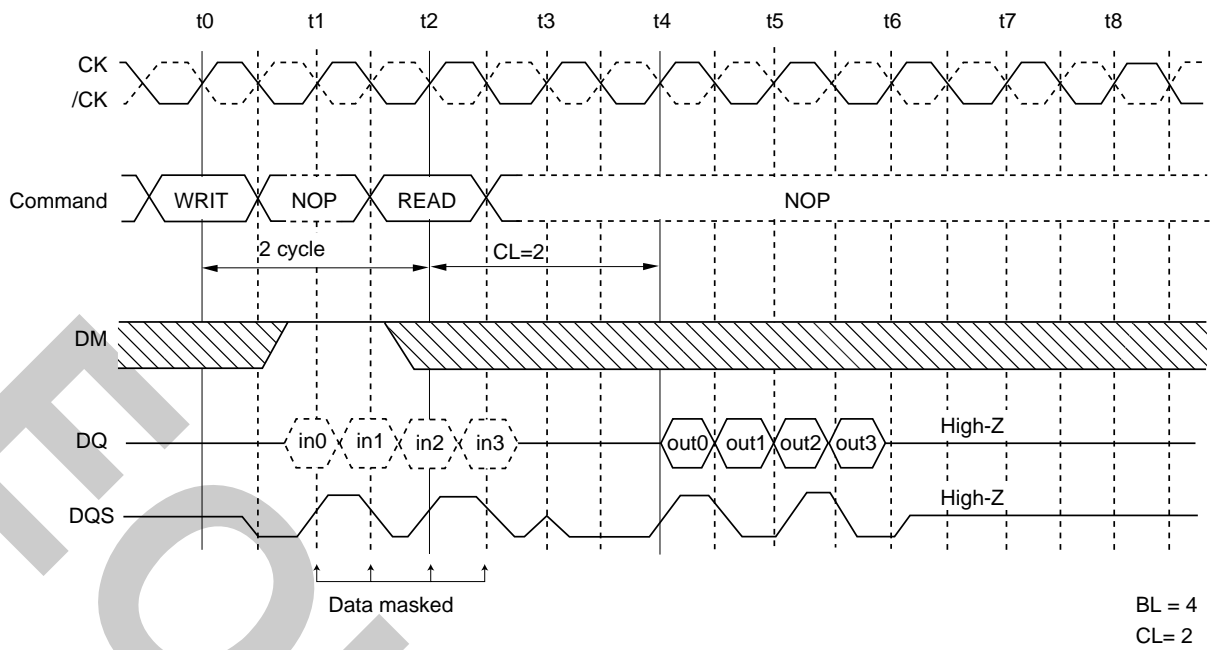 t0 t1 t2 t3 t4 t5 t6 t7 t8
CK
/CK
Command WRIT NOP READ NOP
2 cycle CL=2
DM
DQ in0 in1 in2 in3 out0 out1 out2 out3 High-Z
DQS High-Z
Data masked
BL = 4
CL= 2